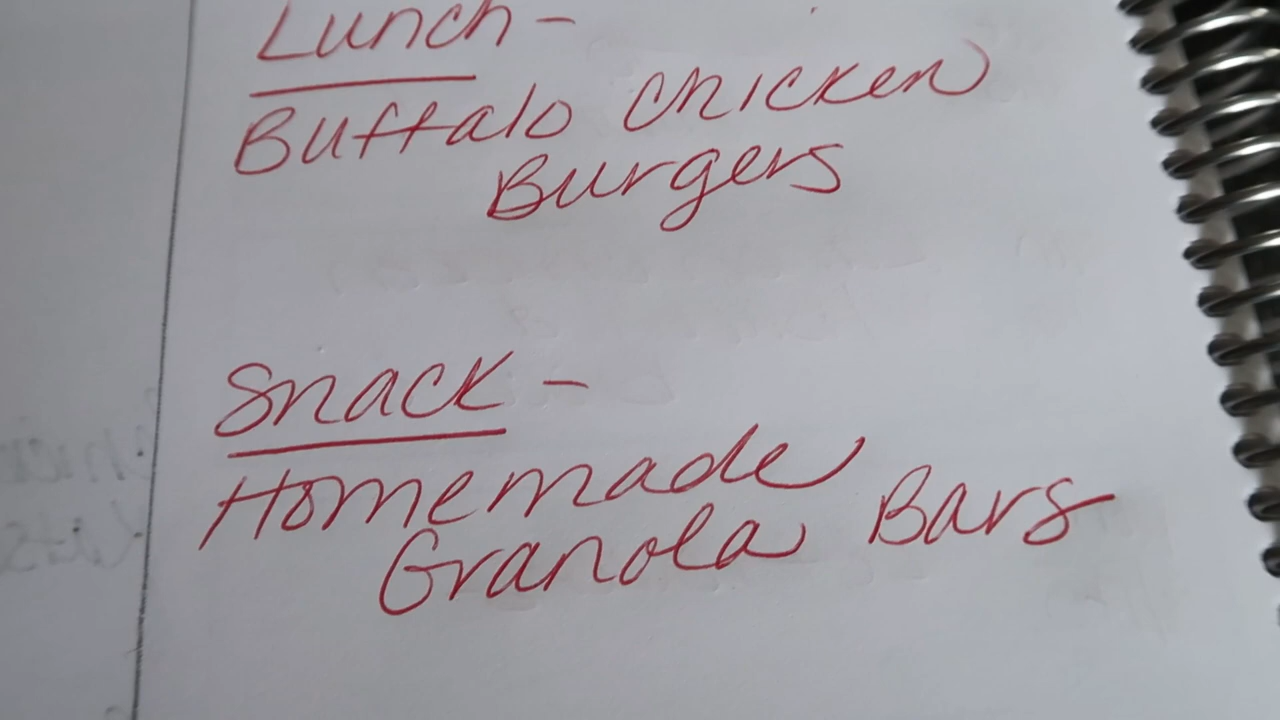 Lunch-
Buffalo Chicken
Burgers
Snack -
Homemade
Granola Bars